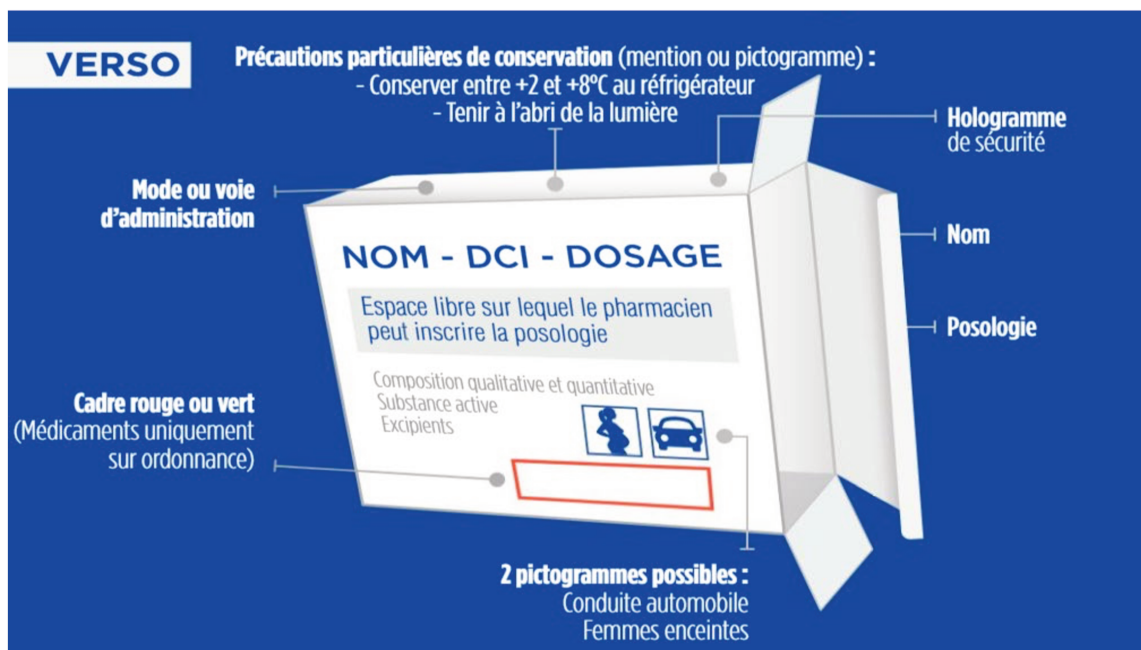 VERSO
Précautions particulières de conservation (mention ou pictogramme) :
- Conserver entre +2 et +8°C au réfrigérateur
- Tenir à l'abri de la lumière
Hologramme
de sécurité
Mode ou voie
d'administration
Nom
Posologie
NOM - DCI - DOSAGE
Espace libre sur lequel le pharmacien
peut inscrire la posologie
Composition qualitative et quantitative
Substance active
Excipients
Cadre rouge ou vert
(Médicaments uniquement
sur ordonnance)
2 pictogrammes possibles :
Conduite automobile
Femmes enceintes